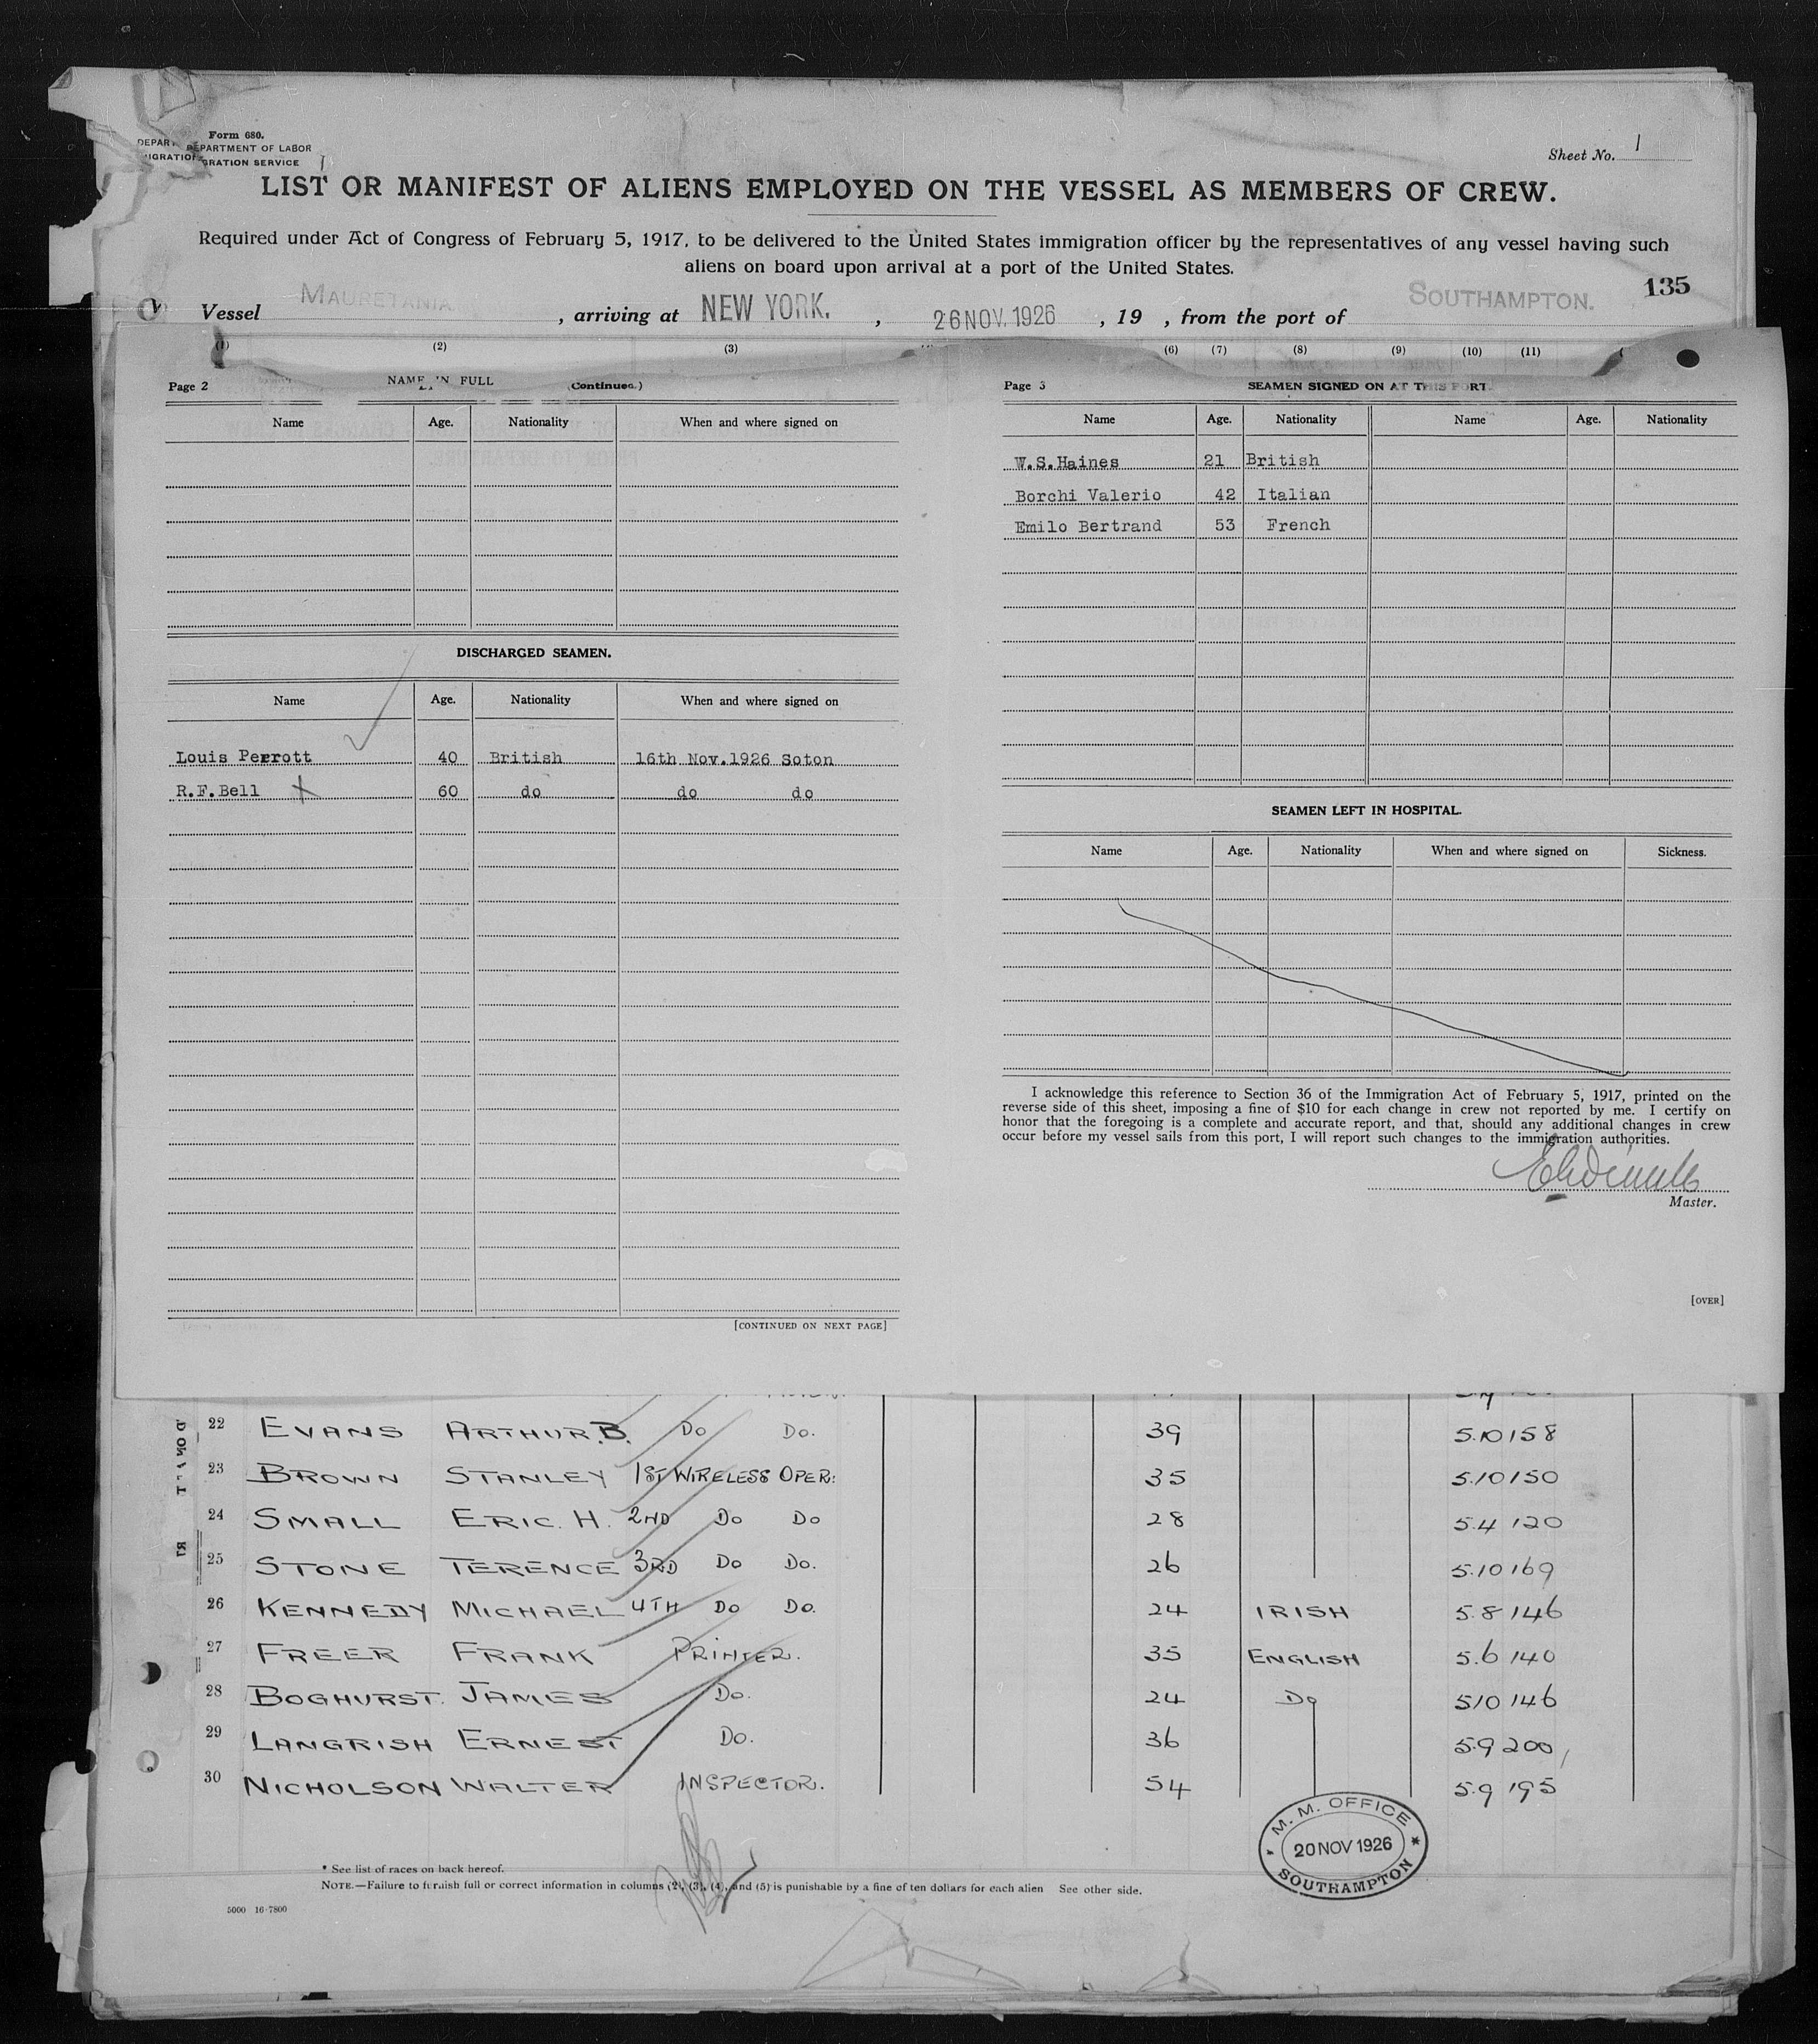 Form 680.
DEPARTMENT OF LABOR
IGRATION GRATION SERVICE
Sheet No. 1
LIST OR MANIFEST OF ALIENS EMPLOYED ON THE VESSEL AS MEMBERS OF CREW.
Required under Act of Congress of February 5, 1917, to be delivered to the United States immigration officer by the representatives of any vessel having such
aliens on board upon arrival at a port of the United States.
135
Vessel MAURETANIA , arriving at NEW YORK. , 26 NOV. 1926 , 19 , from the port of SOUTHAMPTON.
(1) (2) (3) (6) (7) (8) (9) (10) (11)
Page 2 NAME IN FULL (Continued.)
Name Age. Nationality When and where signed on
DISCHARGED SEAMEN.
Name Age. Nationality When and where signed on
Louis Perrott 40 British 16th Nov.1926 Soton
R.F.Bell X 60 do do do
[CONTINUED ON NEXT PAGE]
Page 3 SEAMEN SIGNED ON AT THIS PORT.
Name Age. Nationality Name Age. Nationality
W.S.Haines 21 British
Borchi Valerio 42 Italian
Emilo Bertrand 53 French
SEAMEN LEFT IN HOSPITAL.
Name Age. Nationality When and where signed on Sickness.
I acknowledge this reference to Section 36 of the Immigration Act of February 5, 1917, printed on the
reverse side of this sheet, imposing a fine of $10 for each change in crew not reported by me. I certify on
honor that the foregoing is a complete and accurate report, and that, should any additional changes in crew
occur before my vessel sails from this port, I will report such changes to the immigration authorities.
Master.
[OVER]
22 EVANS ARTHUR.B. DO DO. 39 5.10 158
23 BROWN STANLEY 1ST WIRELESS OPER: 35 5.10 150
24 SMALL ERIC. H. 2ND DO DO 28 5.4 120
25 STONE TERENCE 3RD DO DO. 26 5.10 169
26 KENNEDY MICHAEL 4TH DO DO. 24 IRISH 5.8 146
27 FREER FRANK PRINTER. 35 ENGLISH 5.6 140
28 BOGHURST. JAMES DO. 24 DO 5 10 146
29 LANGRISH ERNEST DO. 36 5.9 200
30 NICHOLSON WALTER INSPECTOR. 54 5.9 195
M. M. OFFICE
20 NOV 1926
SOUTHAMPTON
* See list of races on back hereof.
NOTE.—Failure to furnish full or correct information in columns (2), (3), (4), and (5) is punishable by a fine of ten dollars for each alien See other side.
5000 16-7800